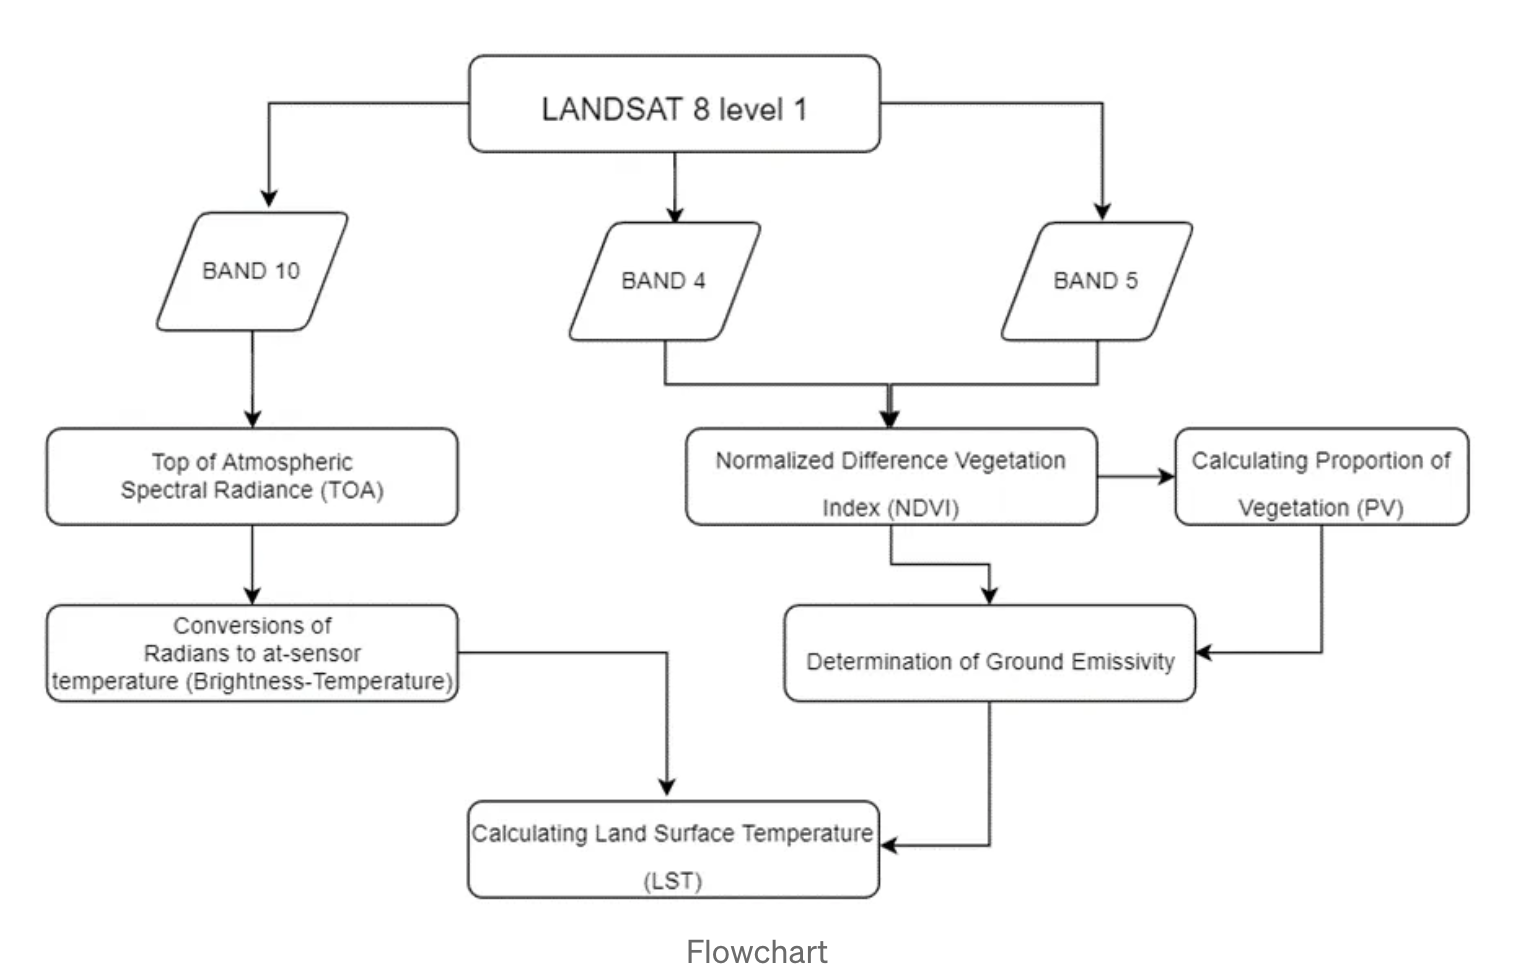 LANDSAT 8 level 1
BAND 10
BAND 4
BAND 5
Top of Atmospheric
Spectral Radiance (TOA)
Normalized Difference Vegetation
Index (NDVI)
Calculating Proportion of
Vegetation (PV)
Conversions of
Radians to at-sensor
temperature (Brightness-Temperature)
Determination of Ground Emissivity
Calculating Land Surface Temperature
(LST)
Flowchart